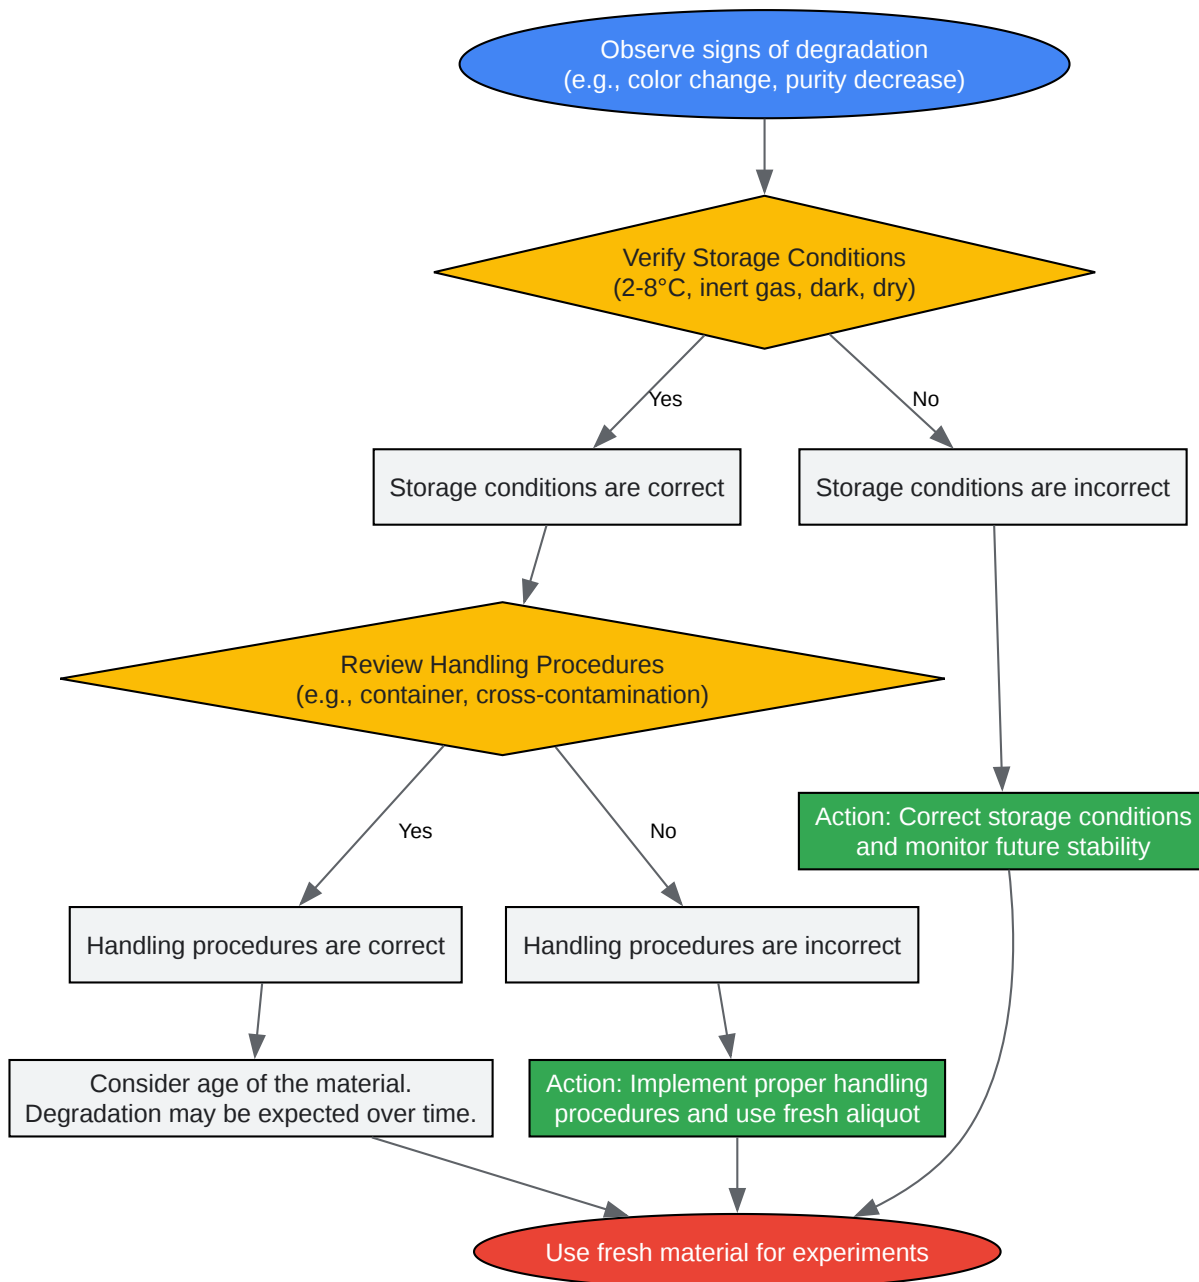 Observe signs of degradation
(e.g., color change, purity decrease)
Verify Storage Conditions
(2-8°C, inert gas, dark, dry)
Yes
No
Storage conditions are correct
Storage conditions are incorrect
Review Handling Procedures
(e.g., container, cross-contamination)
Action: Correct storage conditions
and monitor future stability
Yes
No
Handling procedures are correct
Handling procedures are incorrect
Consider age of the material.
Degradation may be expected over time.
Action: Implement proper handling
procedures and use fresh aliquot
Use fresh material for experiments